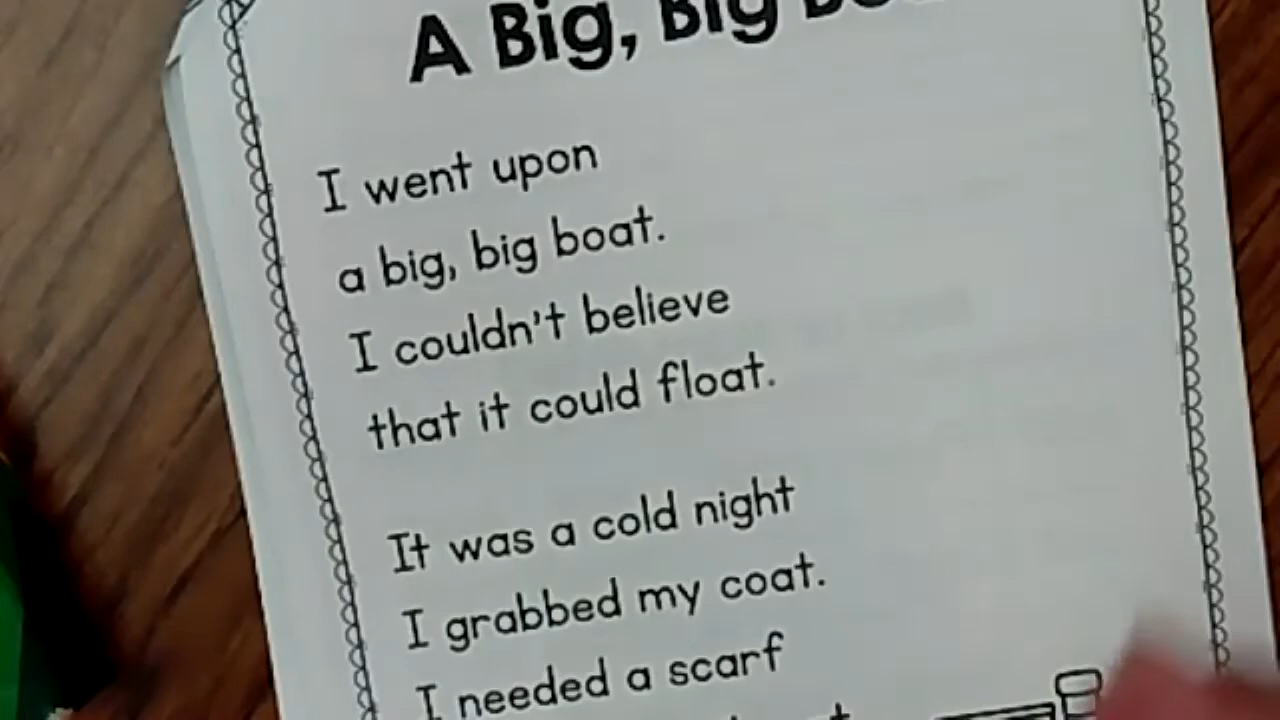 A Big, Big
I went upon
a big, big boat.
I couldn't believe
that it could float.
It was a cold night
I grabbed my coat.
I needed a scarf